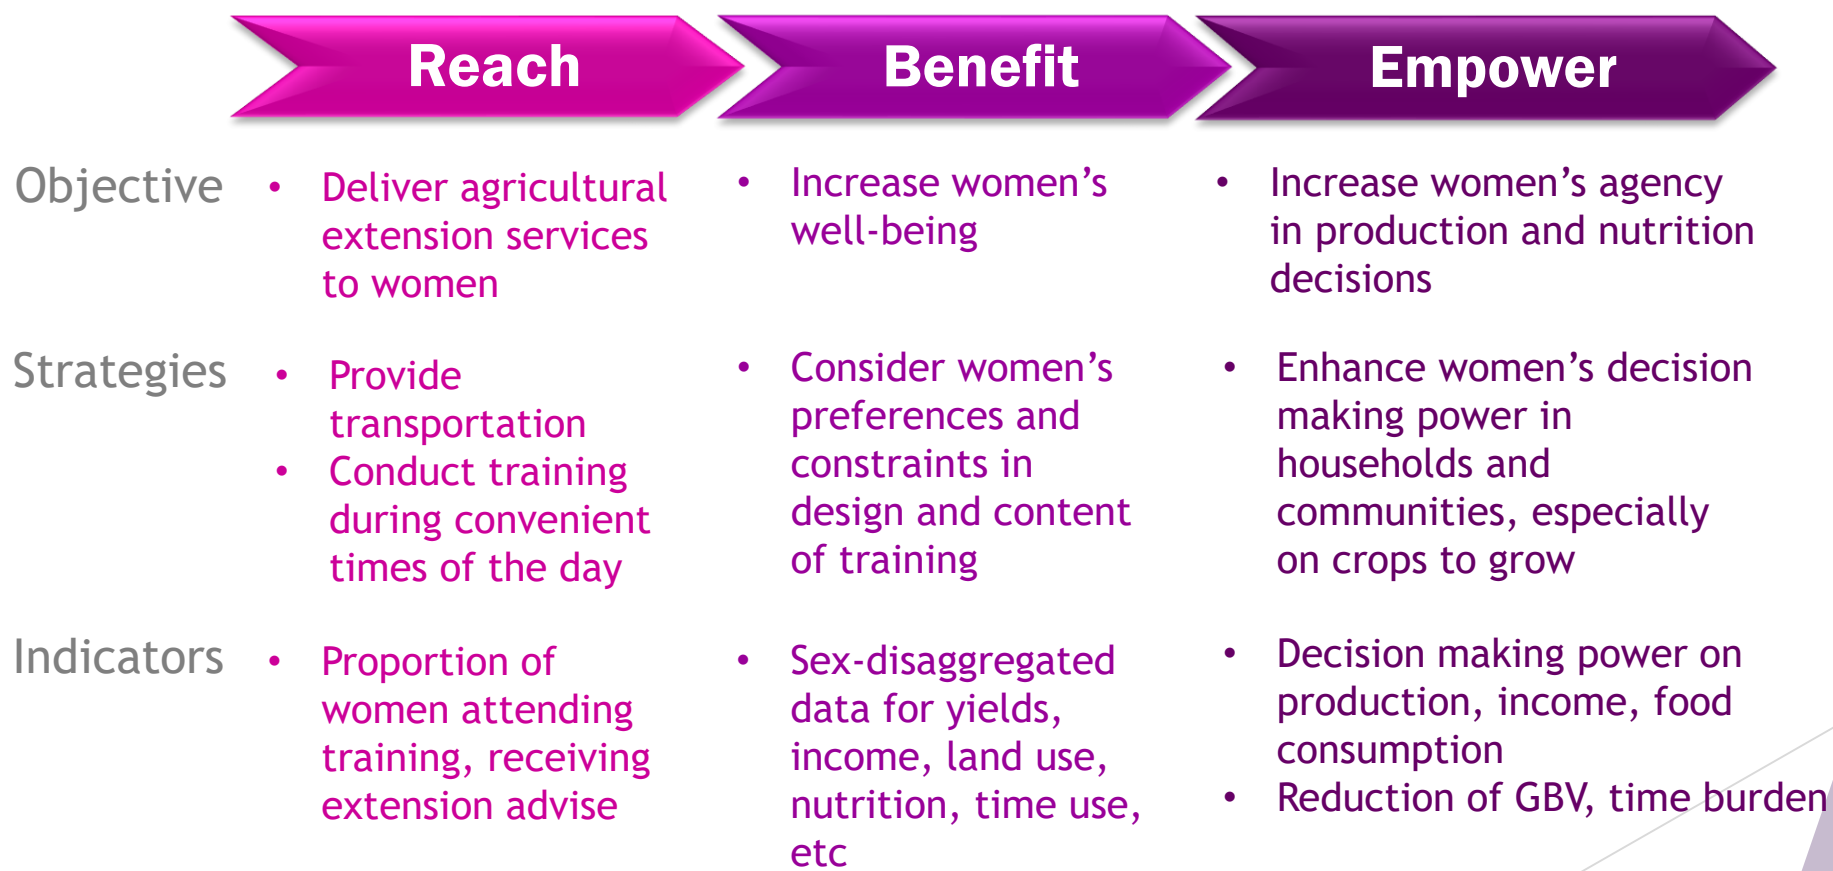 Reach
Benefit
Empower
Objective
• Deliver agricultural
extension services
to women
• Increase women’s
well-being
• Increase women’s agency
in production and nutrition
decisions
Strategies
• Provide
transportation
• Conduct training
during convenient
times of the day
• Consider women’s
preferences and
constraints in
design and content
of training
• Enhance women’s decision
making power in
households and
communities, especially
on crops to grow
Indicators
• Proportion of
women attending
training, receiving
extension advise
• Sex-disaggregated
data for yields,
income, land use,
nutrition, time use,
etc
• Decision making power on
production, income, food
consumption
• Reduction of GBV, time burden